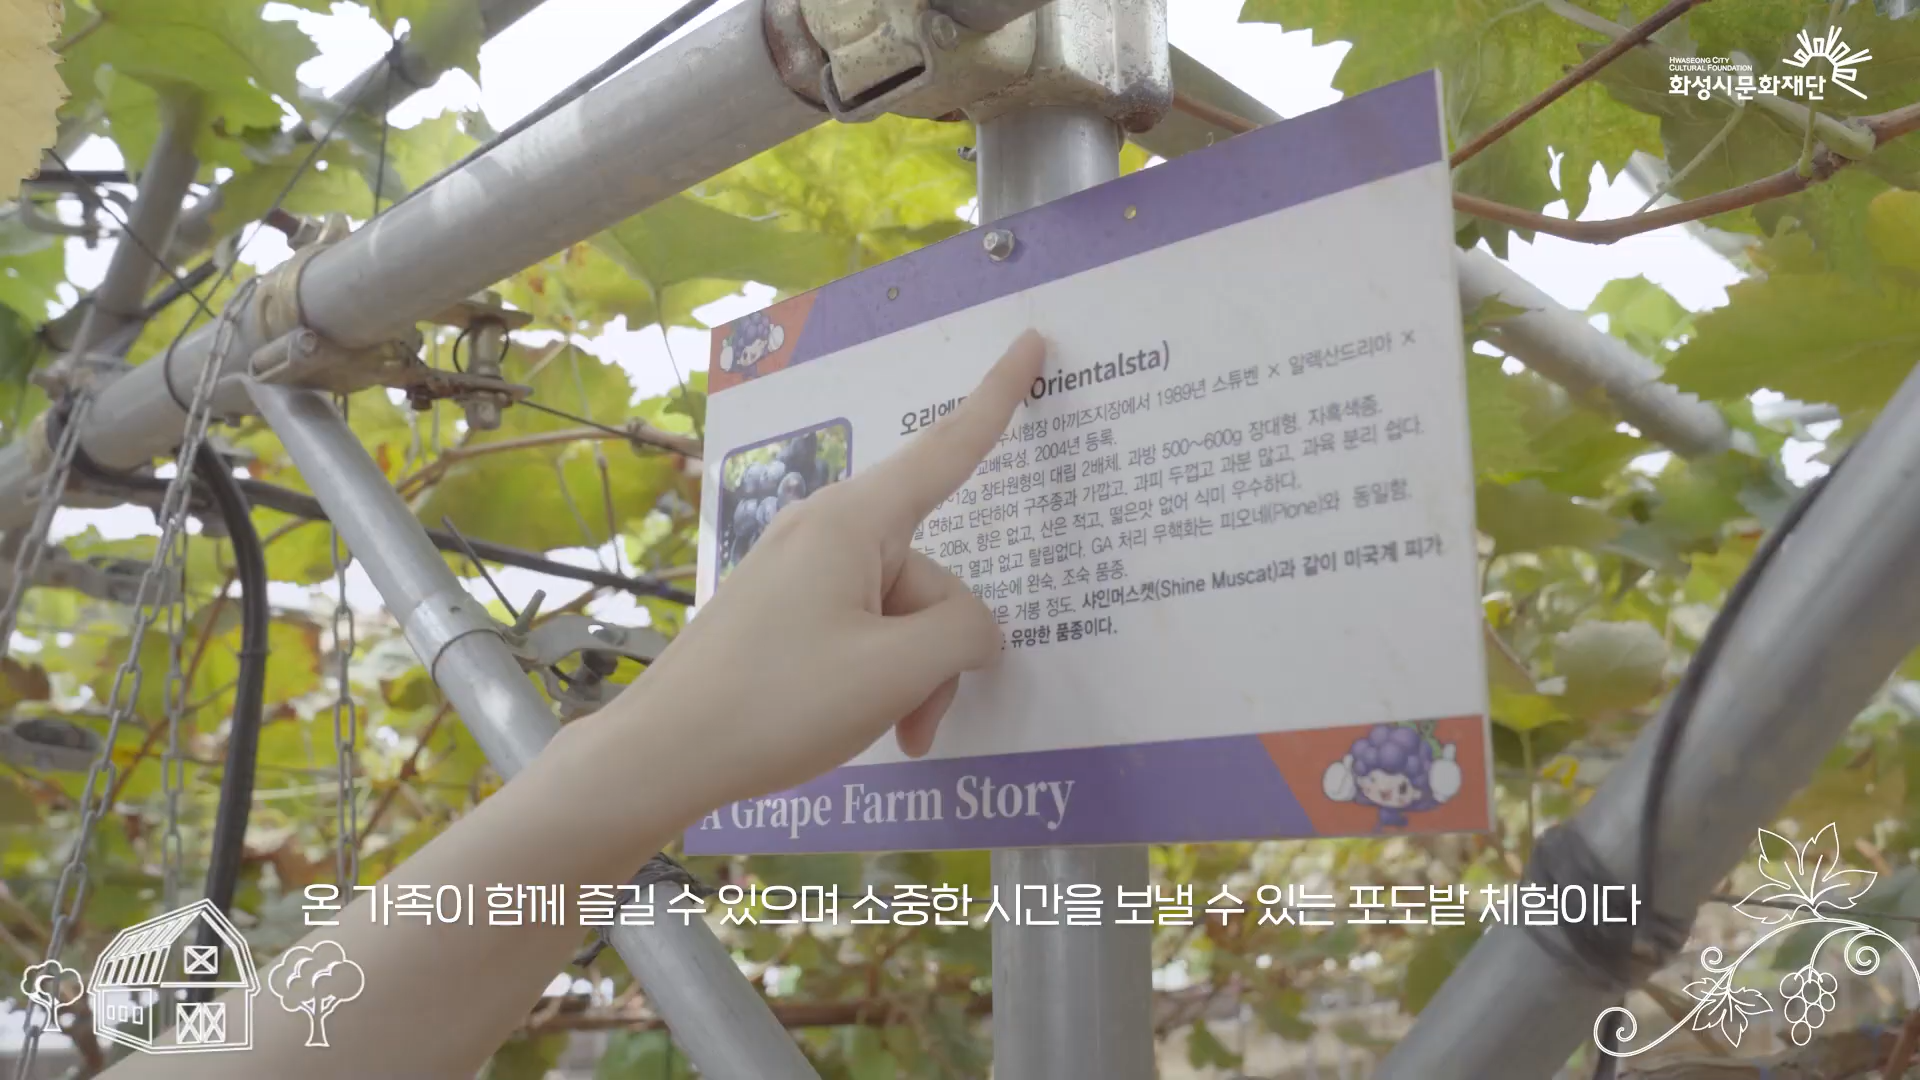 HWASEONG CITY
CULTURAL FOUNDATION
화성시문화재단
(Orientalsta)
아끼즈지장에서 1989년 스튜벤 × 알렉산드리아 ×
교배육성, 2004년 등록.
12g 장타원형의 대립 2배체, 과방 500~600g 장대형. 자흑색종.
연하고 단단하여 구주종과 가깝고, 과피 두껍고 과분 많고, 과육 분리 쉽다.
20Bx, 향은 없고, 산은 적고, 떫은맛 없어 식미 우수하다.
열과 없고 탈립없다. GA 처리 무핵화는 피오네(Pione)와 동일함.
완숙, 조숙 품종.
거봉 정도, 샤인머스켓(Shine Muscat)과 같이 미국계 피가
유망한 품종이다.
A Grape Farm Story
온 가족이 함께 즐길 수 있으며 소중한 시간을 보낼 수 있는 포도밭 체험이다